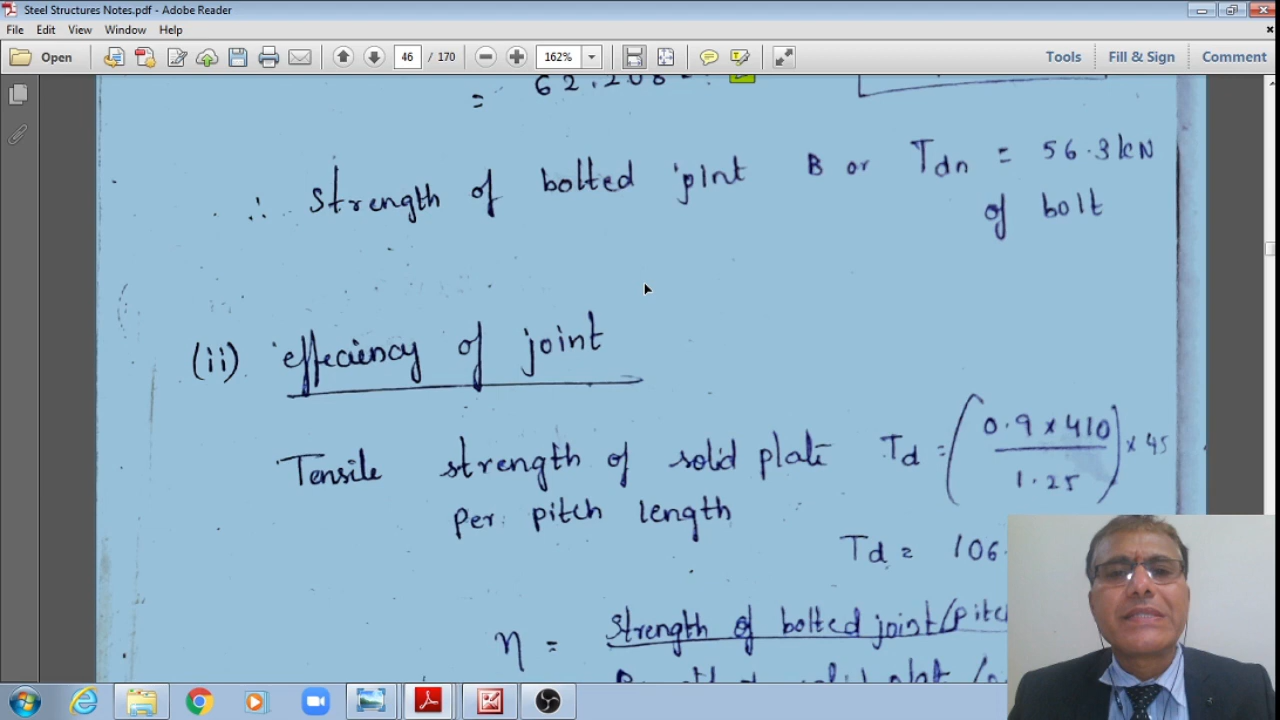 Steel Structures Notes.pdf - Adobe Reader
File Edit View Window Help
Open 46 / 170 162% Tools Fill & Sign Comment
=
∴ Strength of bolted joint B or Tdn = 56.3 kN
of bolt
(ii) effeciency of joint
Tensile strength of solid plate Td = (0.9 × 410 / 1.25) × 45
per pitch length
Td = 106.
η = Strength of bolted joint/pitc